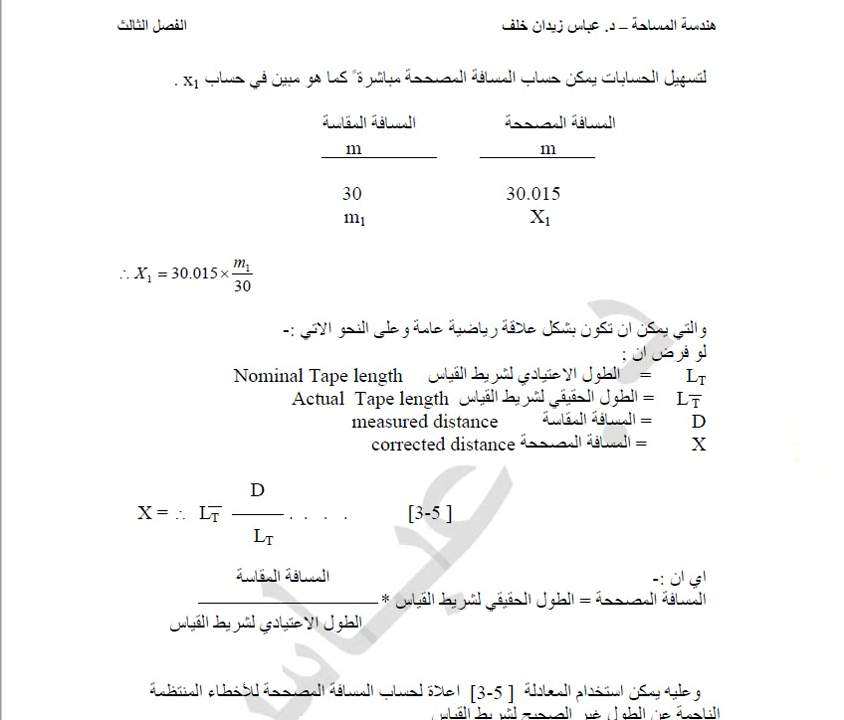 هندسة المساحة – د. عباس زيدان خلف الفصل الثالث
لتسهيل الحسابات يمكن حساب المسافة المصححة مباشرة ً كما هو مبين في حساب x1 .
المسافة المصححة المسافة المقاسة
m m
30.015 30
X1 m1
∴ X1 = 30.015 × m1/30
والتي يمكن ان تكون بشكل علاقة رياضية عامة وعلى النحو الاتي :-
لو فرض ان :
LT = الطول الاعتيادي لشريط القياس Nominal Tape length
LT̅ = الطول الحقيقي لشريط القياس Actual Tape length
D = المسافة المقاسة measured distance
X = المسافة المصححة corrected distance
D
X = ∴ LT̅ ——— . . . . [3-5 ]
LT
اي ان :- المسافة المقاسة
المسافة المصححة = الطول الحقيقي لشريط القياس *
الطول الاعتيادي لشريط القياس
وعليه يمكن استخدام المعادلة [3-5 ] اعلاة لحساب المسافة المصححة للأخطاء المنتظمة
الناجمة عن الطول غير الصحيح لشريط القياس
د. عباس